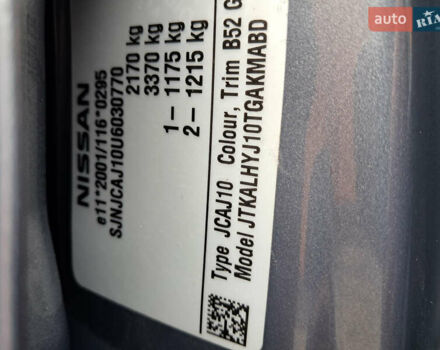 NISSAN
e11*2001/116*0295
SJNJCAJ10U6030770
2170 kg
3370 kg
1– 1175 kg
2– 1215 kg
Type JCAJ10 Colour, Trim B52 G
Model JTKALHYJ10TGAKMABD
auto RIA